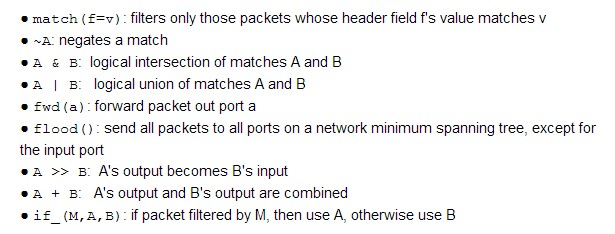 ● match(f=v): filters only those packets whose header field f's value matches v
● ~A: negates a match
● A & B: logical intersection of matches A and B
● A | B: logical union of matches A and B
● fwd(a): forward packet out port a
● flood(): send all packets to all ports on a network minimum spanning tree, except for
the input port
● A >> B: A's output becomes B's input
● A + B: A's output and B's output are combined
● if_(M,A,B): if packet filtered by M, then use A, otherwise use B